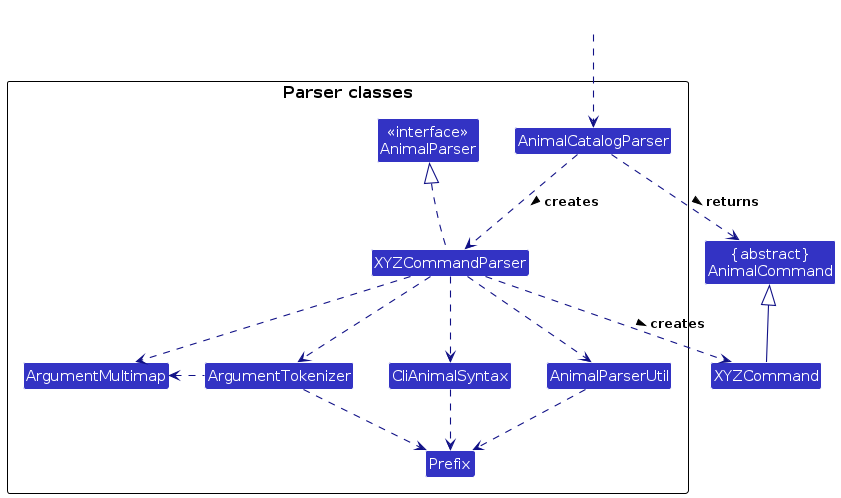 Parser classes
«interface»
AnimalParser
AnimalCatalogParser
creates
returns
XYZCommandParser
{abstract}
AnimalCommand
creates
ArgumentMultimap
ArgumentTokenizer
CliAnimalSyntax
AnimalParserUtil
XYZCommand
Prefix